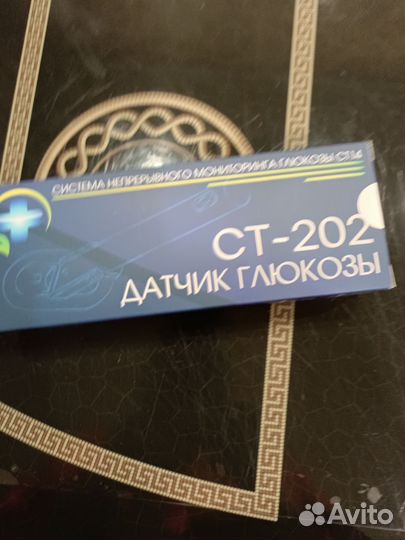 СИСТЕМА НЕПРЕРЫВНОГО МОНИТОРИНГА ГЛЮКОЗЫ СТ14
СТ-202
ДАТЧИК ГЛЮКОЗЫ
Avito